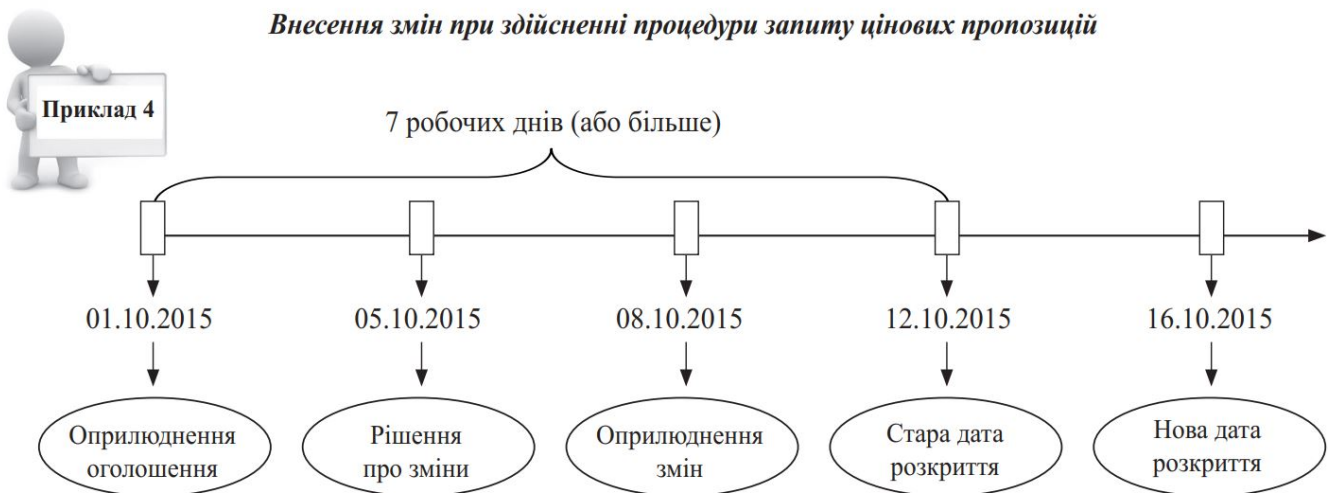 Внесення змін при здійсненні процедури запиту цінових пропозицій
Приклад 4
7 робочих днів (або більше)
01.10.2015
05.10.2015
08.10.2015
12.10.2015
16.10.2015
Оприлюднення
оголошення
Рішення
про зміни
Оприлюднення
змін
Стара дата
розкриття
Нова дата
розкриття